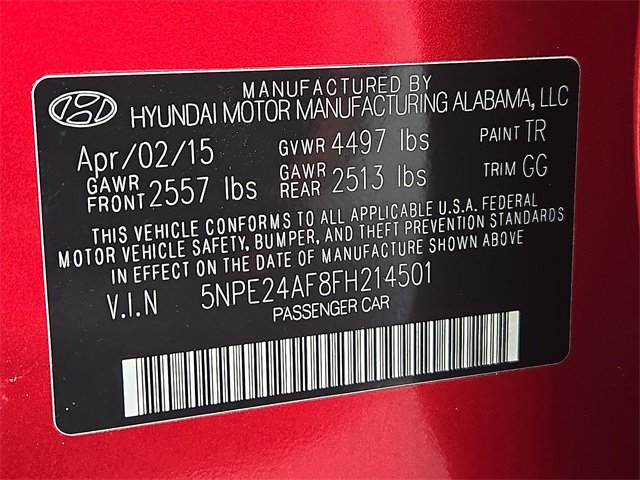 MANUFACTURED BY
HYUNDAI MOTOR MANUFACTURING ALABAMA, LLC
Apr/02/15 GVWR 4497 lbs PAINT TR
GAWR FRONT 2557 lbs GAWR REAR 2513 lbs TRIM GG
THIS VEHICLE CONFORMS TO ALL APPLICABLE U.S.A. FEDERAL
MOTOR VEHICLE SAFETY, BUMPER, AND THEFT PREVENTION STANDARDS
IN EFFECT ON THE DATE OF MANUFACTURE SHOWN ABOVE
V.I.N 5NPE24AF8FH214501
PASSENGER CAR